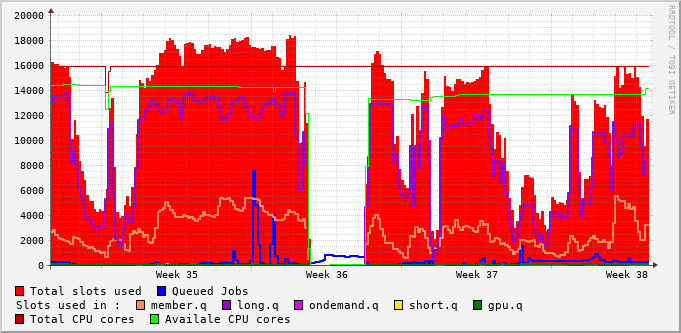 RRDTOOL / TOBI OETIKER
20000
18000
16000
14000
12000
10000
8000
6000
4000
2000
0
Week 35 Week 36 Week 37 Week 38
Total slots used Queued Jobs
Slots used in : member.q long.q ondemand.q short.q gpu.q
Total CPU cores Availale CPU cores